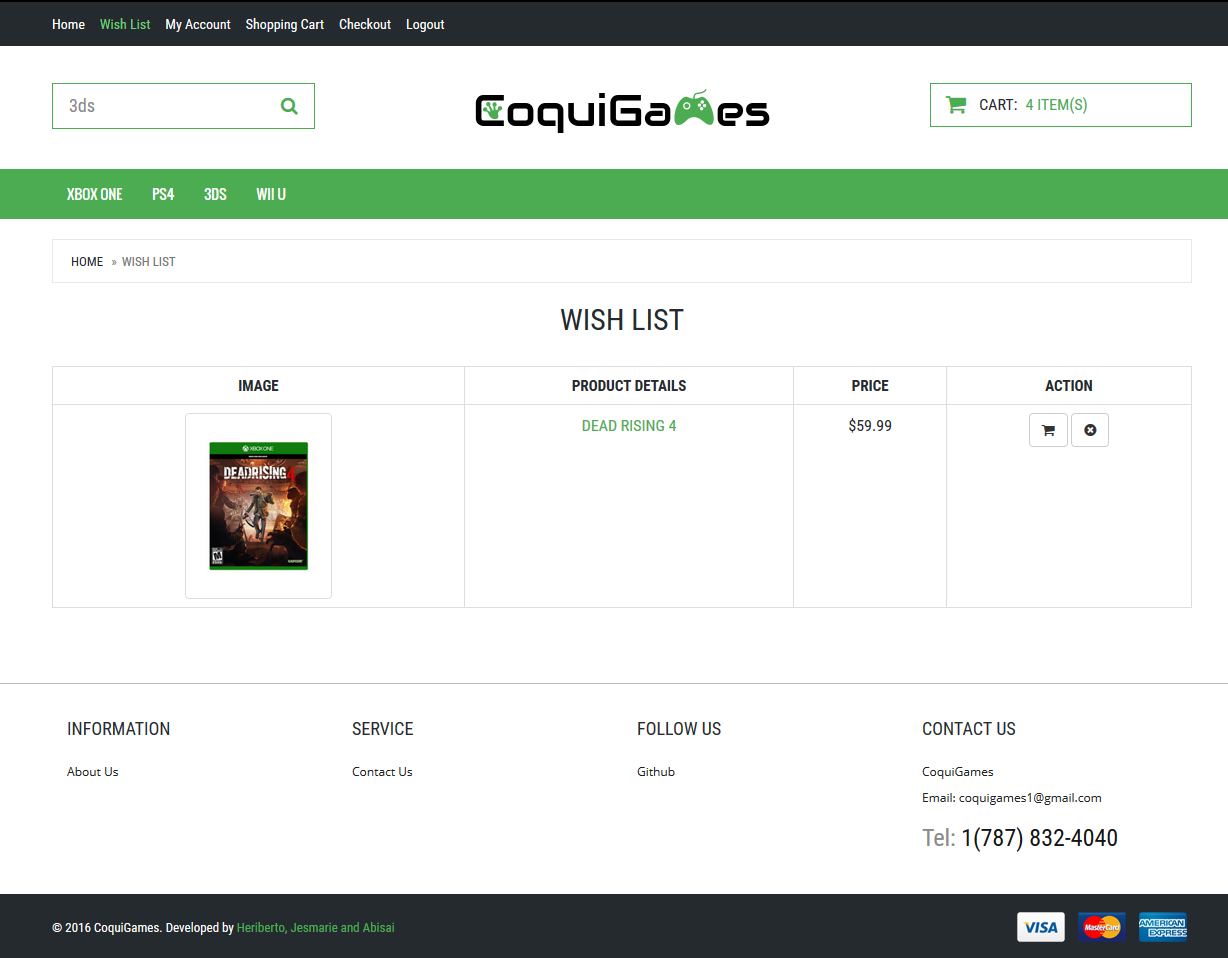 Home Wish List My Account Shopping Cart Checkout Logout
3ds
CoquiGames
CART: 4 ITEM(S)
XBOX ONE PS4 3DS WII U
HOME » WISH LIST
WISH LIST
IMAGE PRODUCT DETAILS PRICE ACTION
XBOX ONE
DEADRISING 4
M
DEAD RISING 4 $59.99
INFORMATION SERVICE FOLLOW US CONTACT US
About Us Contact Us Github CoquiGames
Email: coquigames1@gmail.com
Tel: 1(787) 832-4040
© 2016 CoquiGames. Developed by Heriberto, Jesmarie and Abisai
VISA MasterCard AMERICAN EXPRESS